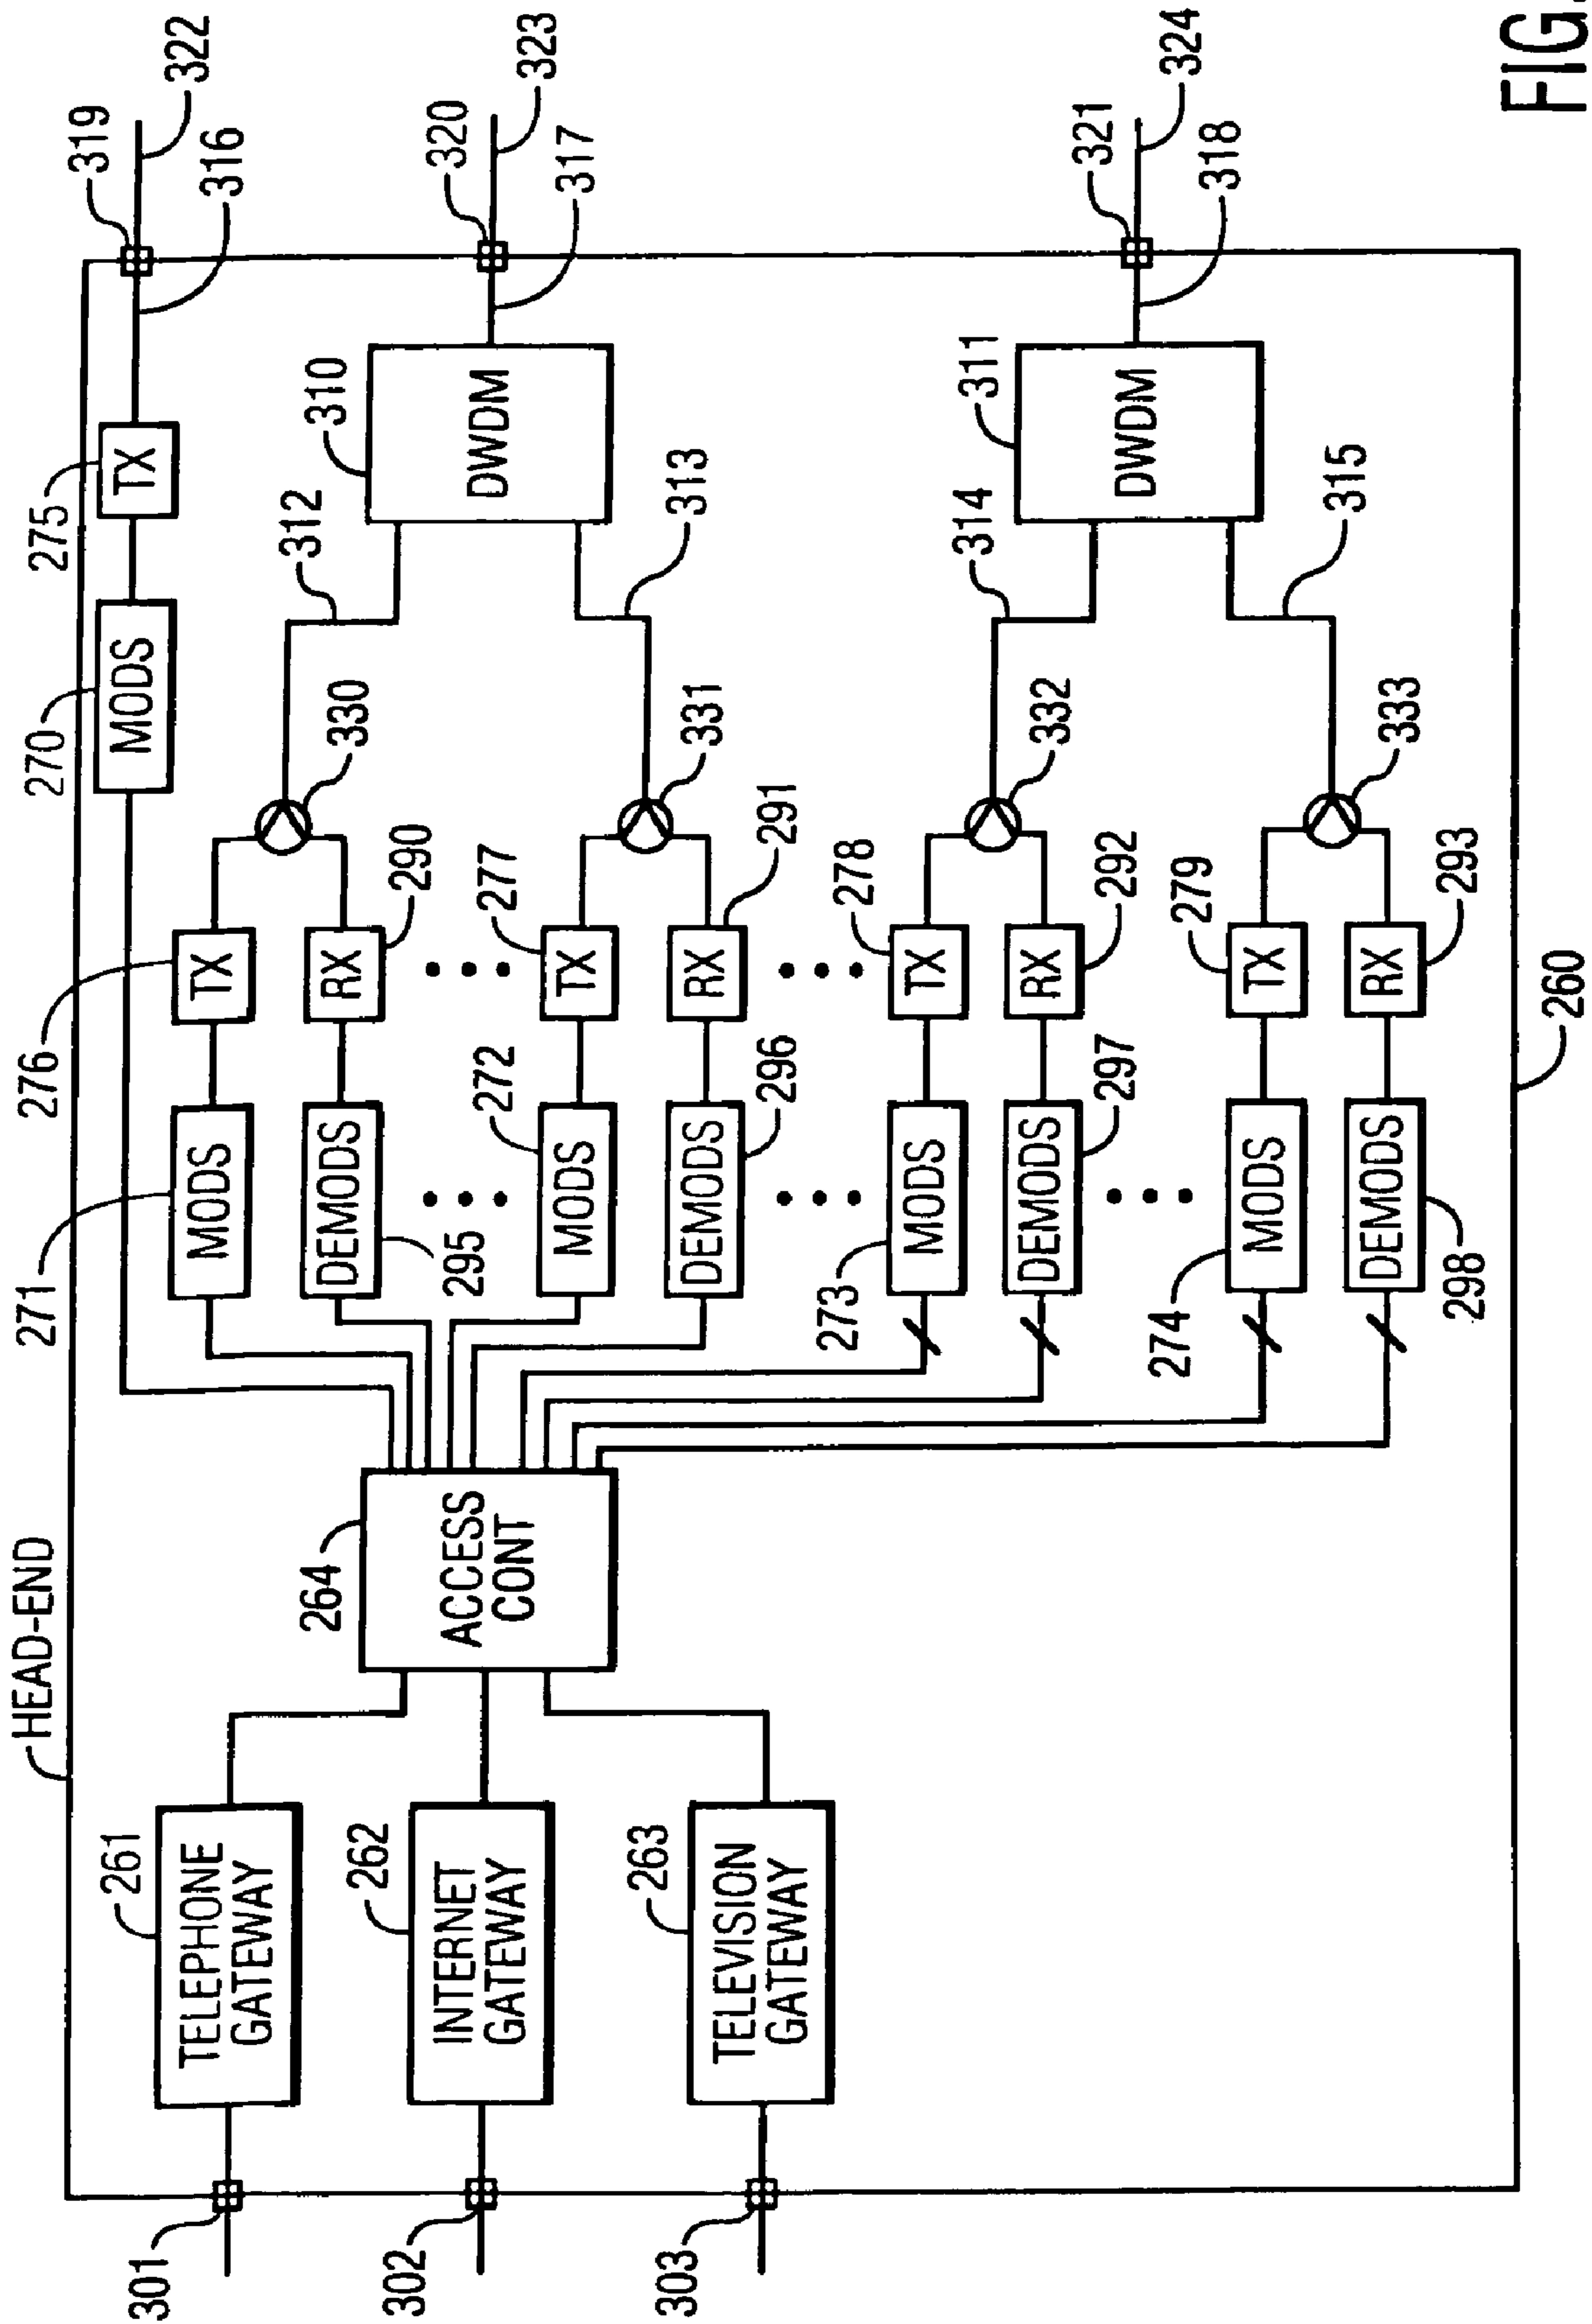 HEAD-END
301
302
303
261
TELEPHONE
GATEWAY
262
INTERNET
GATEWAY
263
TELEVISION
GATEWAY
264
ACCESS
CONT
270
MODS
275
TX
319
322
316
271
MODS
276
TX
DEMODS
295
RX
290
330
312
272
MODS
277
TX
DEMODS
296
RX
291
331
313
310
DWDM
320
323
317
273
MODS
278
TX
DEMODS
297
RX
292
332
314
274
MODS
279
TX
DEMODS
298
RX
293
333
315
311
DWDM
321
324
318
260
FIG.